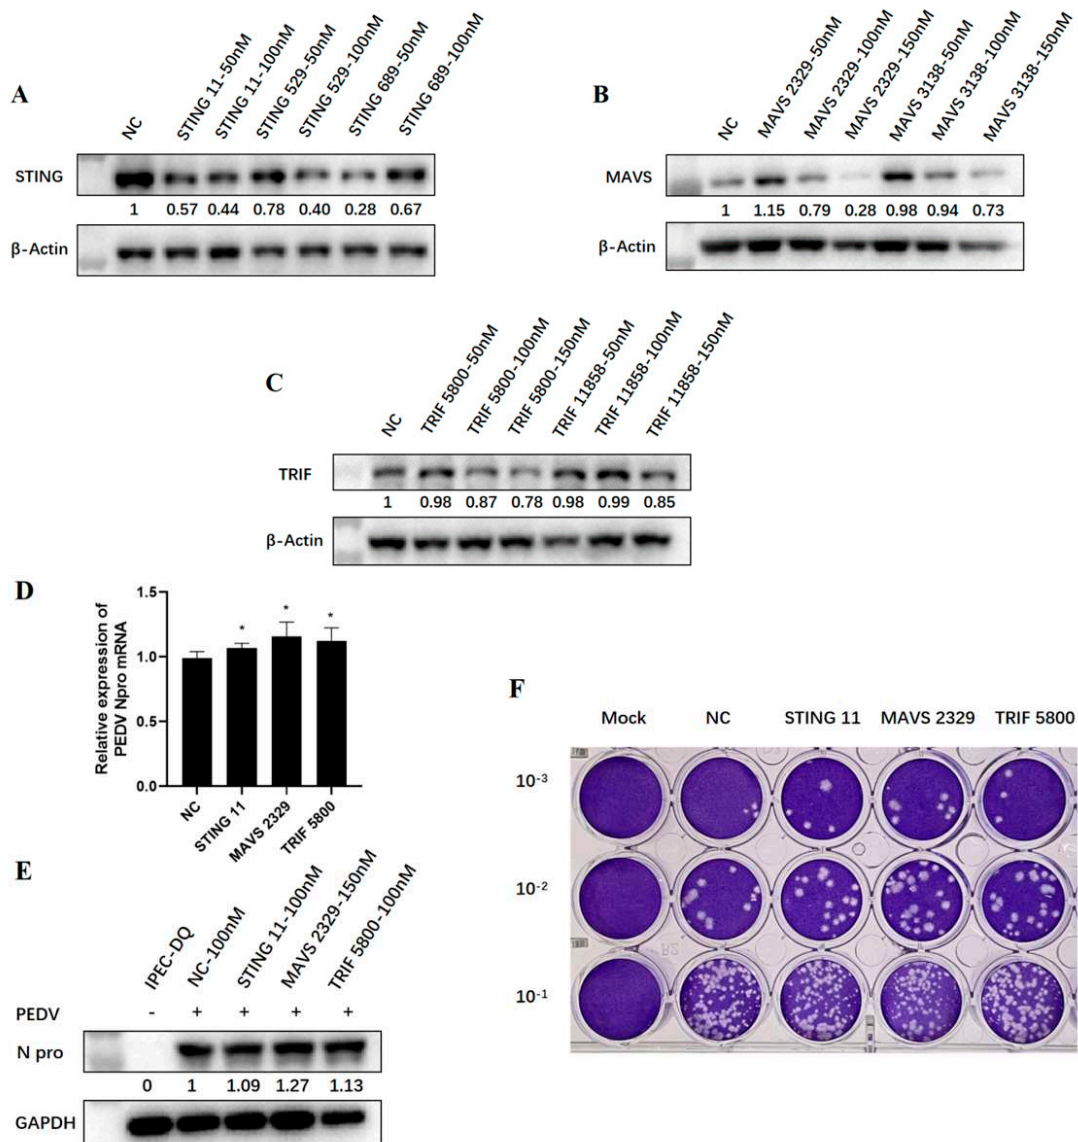 A
NC
STING 11-50nM
STING 11-100nM
STING 529-50nM
STING 529-100nM
STING 689-50nM
STING 689-100nM
STING
1 0.57 0.44 0.78 0.40 0.28 0.67
β-Actin
B
NC
MAVS 2329-50nM
MAVS 2329-100nM
MAVS 2329-150nM
MAVS 3138-50nM
MAVS 3138-100nM
MAVS 3138-150nM
MAVS
1 1.15 0.79 0.28 0.98 0.94 0.73
β-Actin
C
NC
TRIF 5800-50nM
TRIF 5800-100nM
TRIF 5800-150nM
TRIF 11858-50nM
TRIF 11858-100nM
TRIF 11858-150nM
TRIF
1 0.98 0.87 0.78 0.98 0.99 0.85
β-Actin
D
Relative expression of
PEDV Npro mRNA
1.5
1.0
0.5
0.0
* * *
NC
STING 11
MAVS 2329
TRIF 5800
E
IPEC-DQ
NC-100nM
STING 11-100nM
MAVS 2329-150nM
TRIF 5800-100nM
PEDV - + + + +
N pro
0 1 1.09 1.27 1.13
GAPDH
F
Mock NC STING 11 MAVS 2329 TRIF 5800
10-3
10-2
10-1